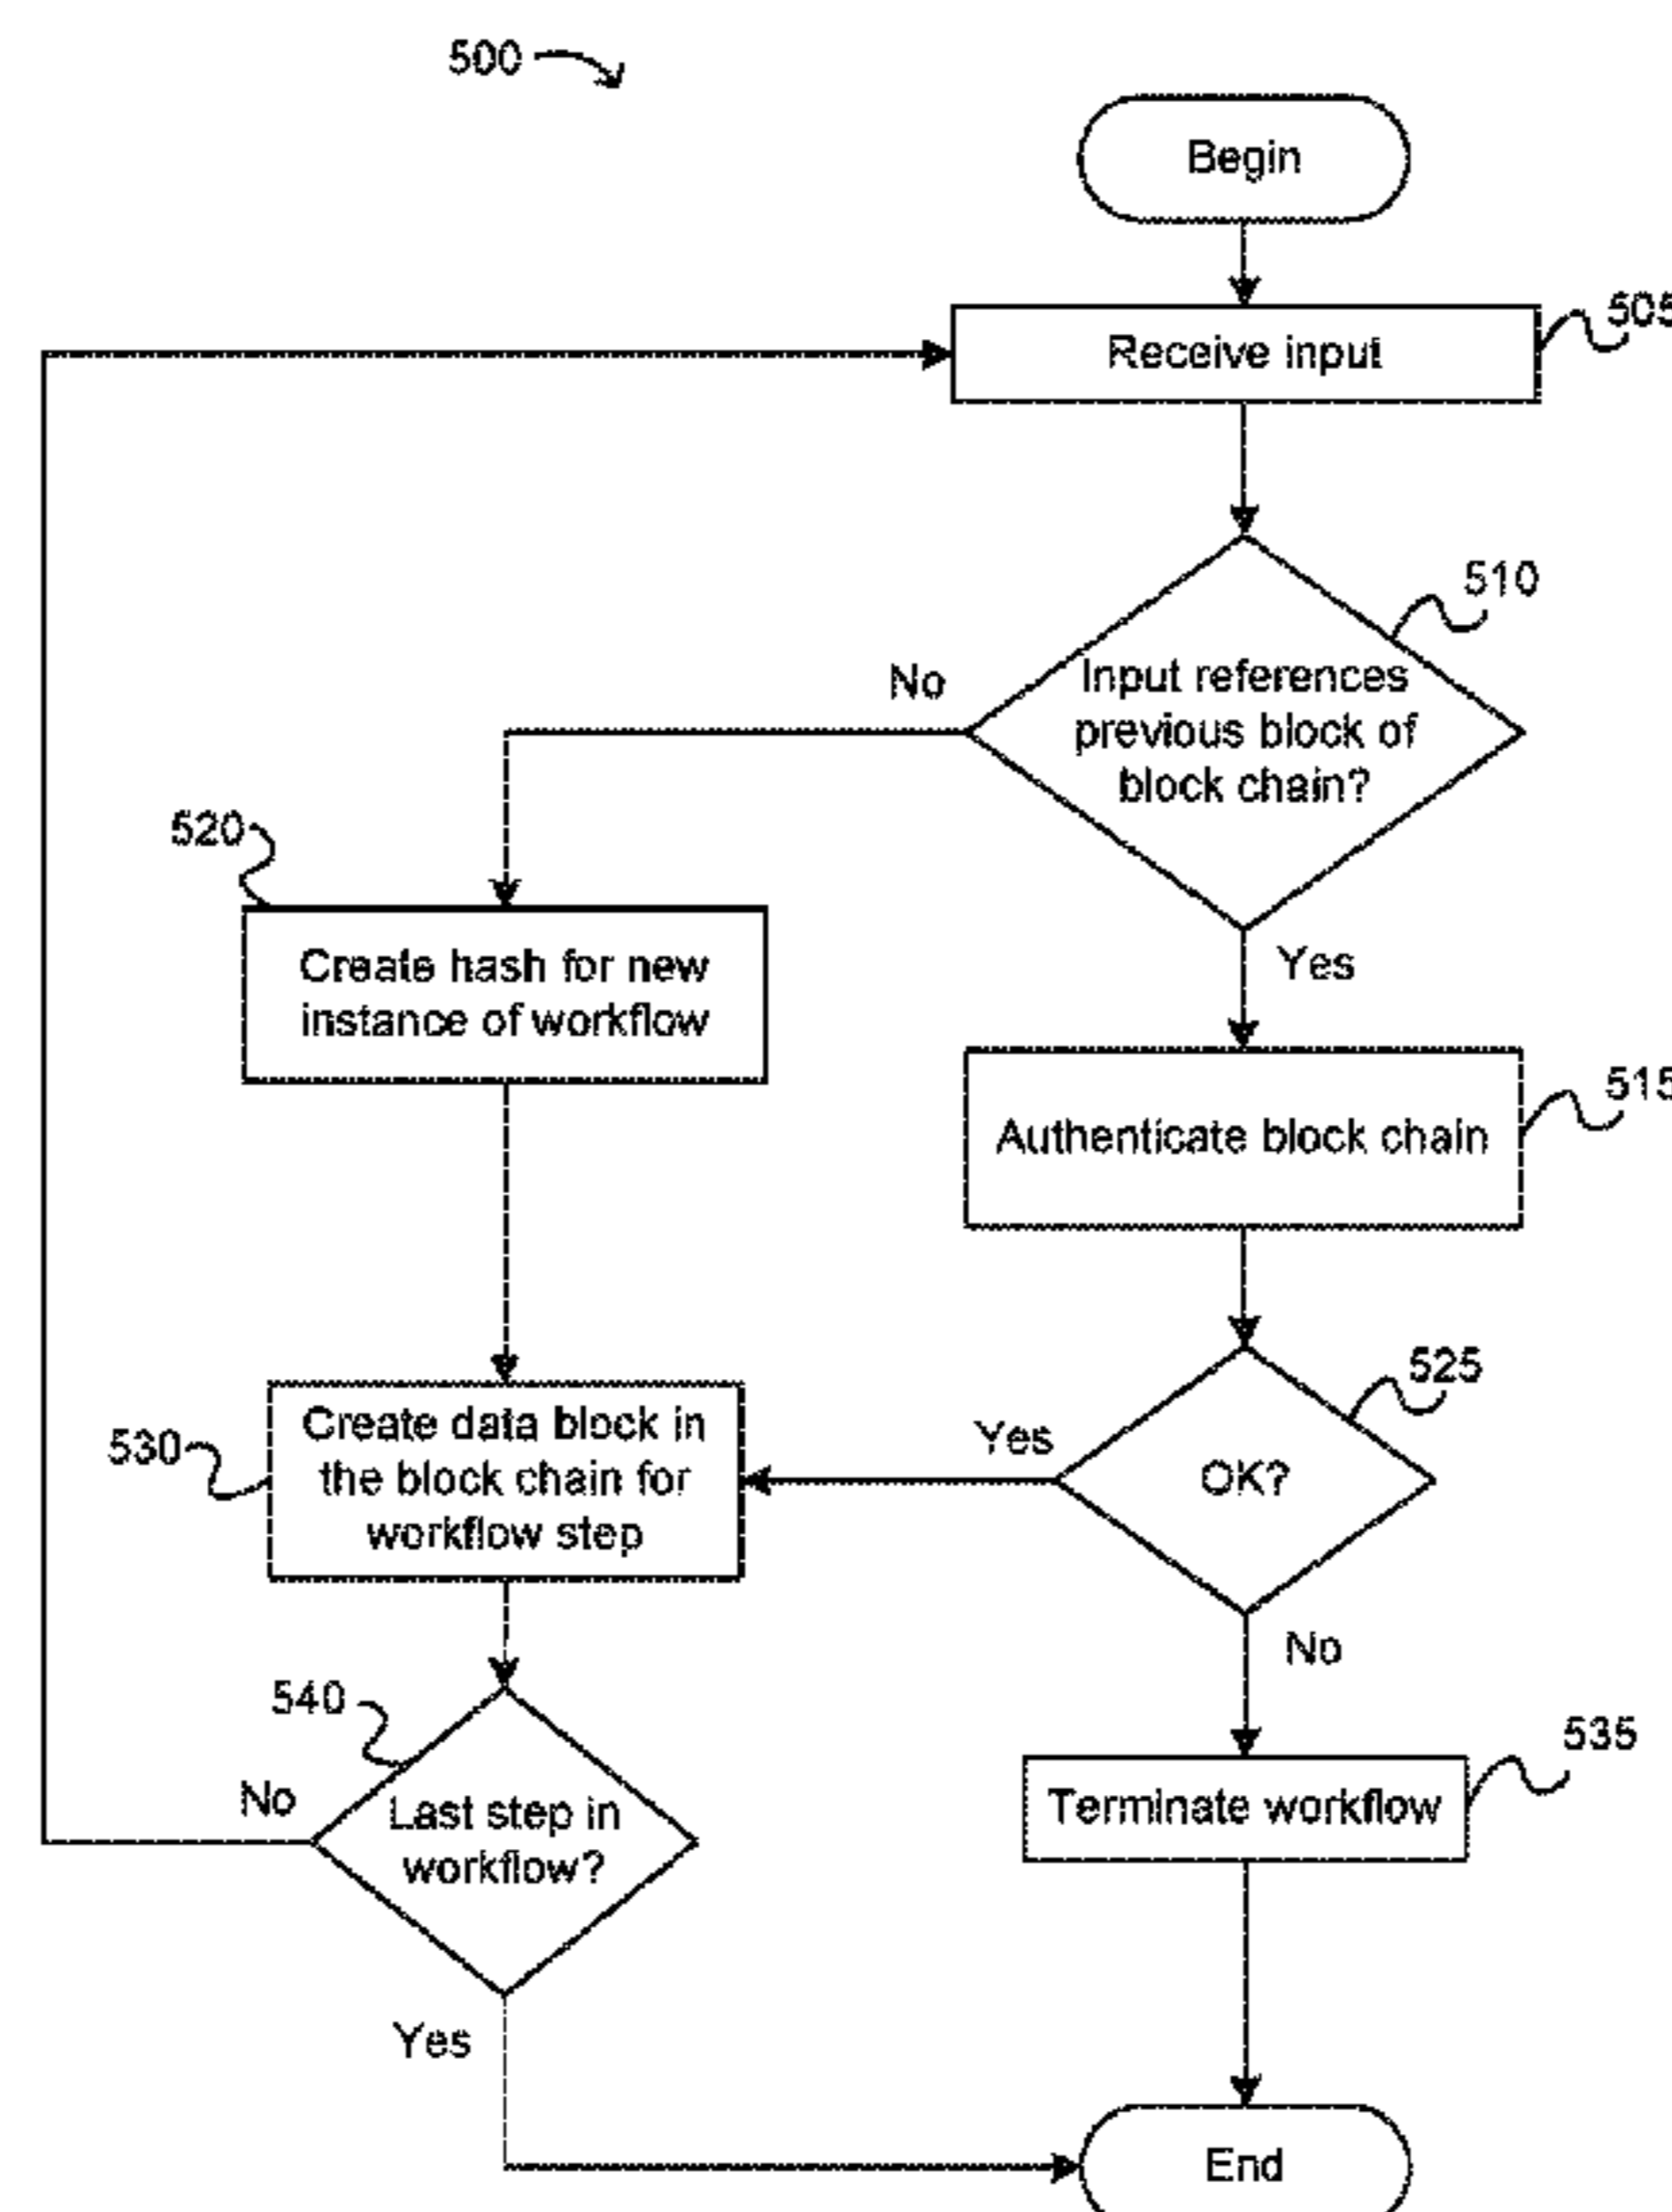 500
Begin
505
Receive input
510
No
Input references
previous block of
block chain?
Yes
520
Create hash for new
instance of workflow
515
Authenticate block chain
525
530
Create data block in
the block chain for
workflow step
Yes
OK?
No
540
535
No
Last step in
workflow?
Terminate workflow
Yes
End